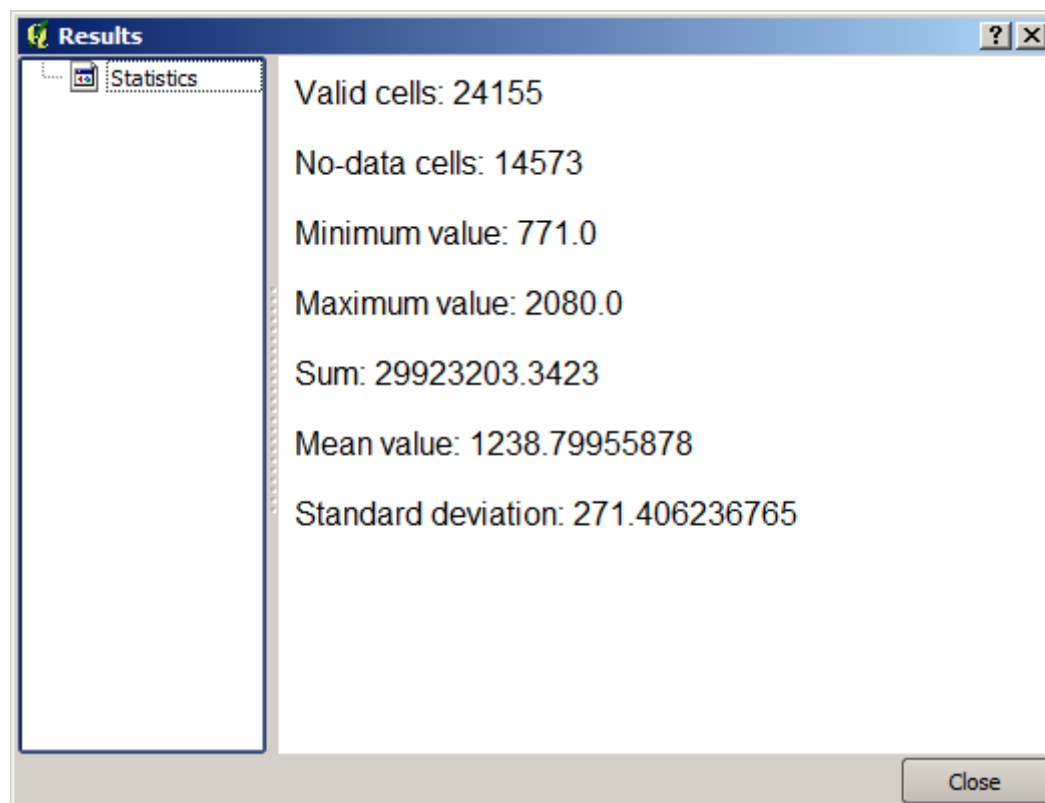 Results
Statistics
Valid cells: 24155
No-data cells: 14573
Minimum value: 771.0
Maximum value: 2080.0
Sum: 29923203.3423
Mean value: 1238.79955878
Standard deviation: 271.406236765
Close